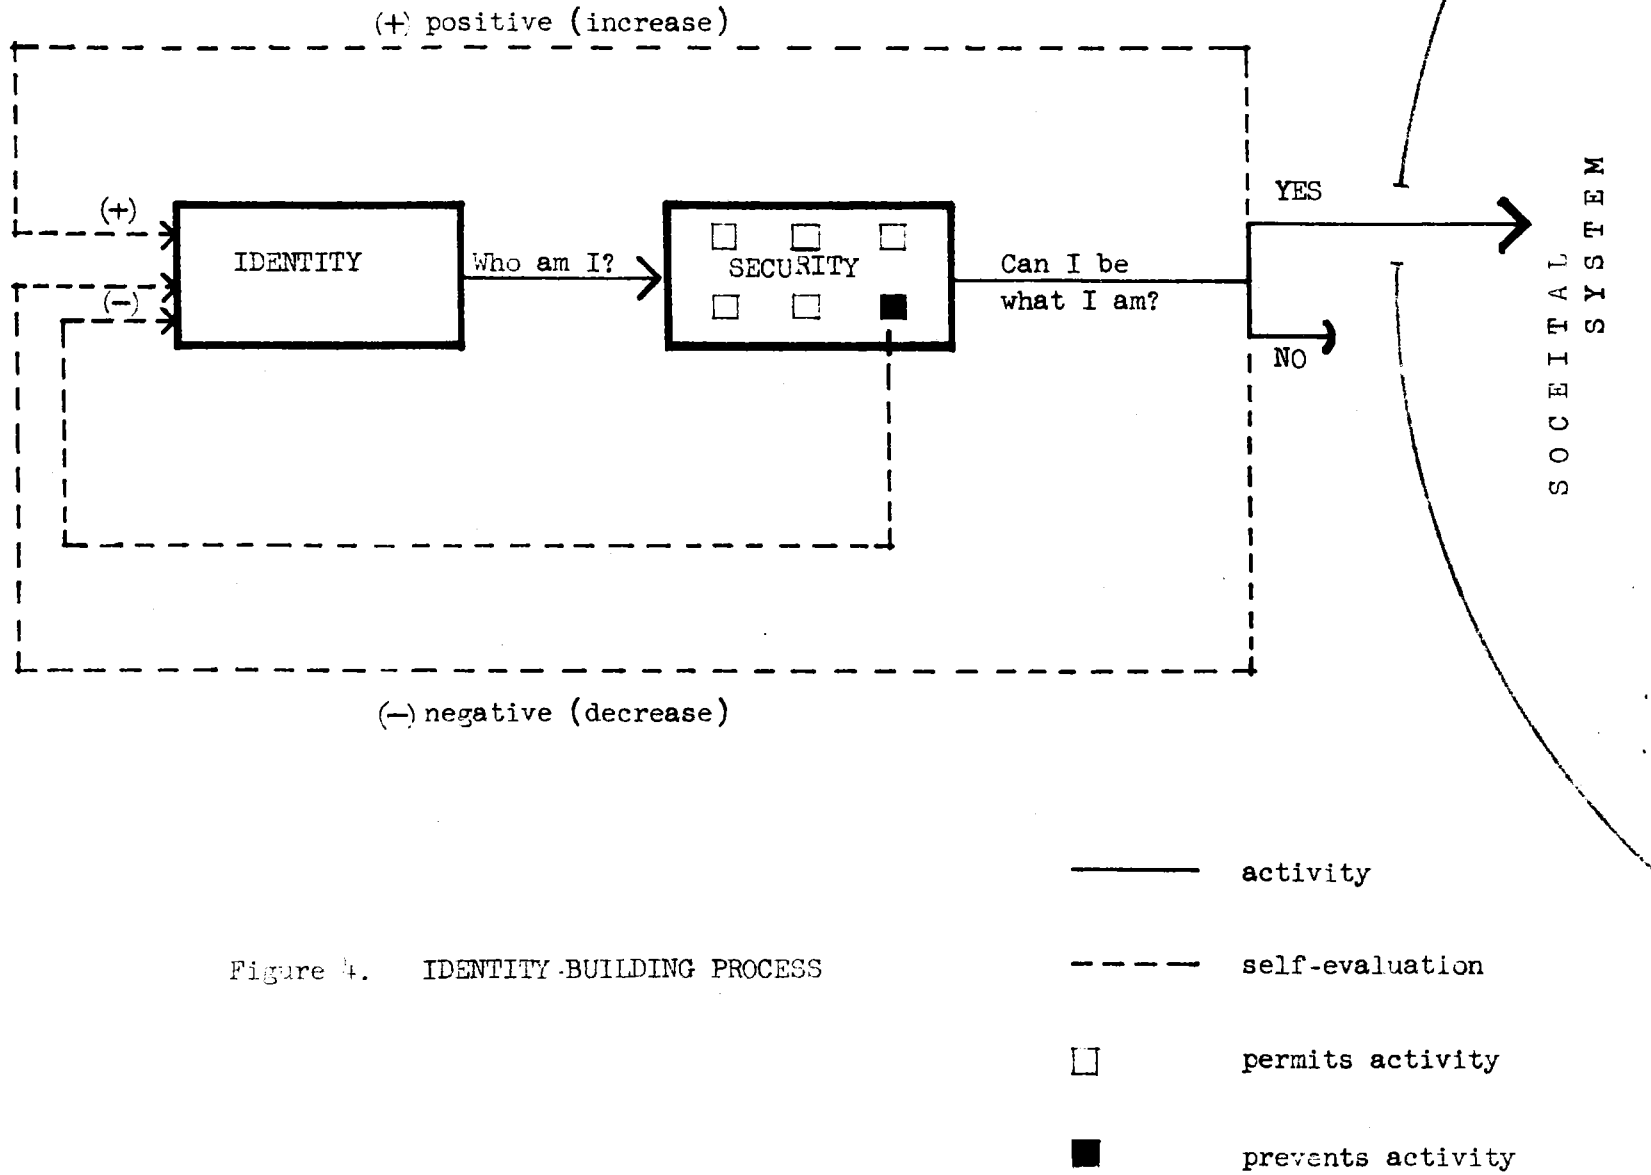 (+) positive (increase)
YES
(+)
IDENTITY
Who am I?
SECURITY
Can I be
what I am?
(—)
NO
SOCEITAL
SYSTEM
(—) negative (decrease)
activity
Figure 4. IDENTITY-BUILDING PROCESS
self-evaluation
permits activity
prevents activity